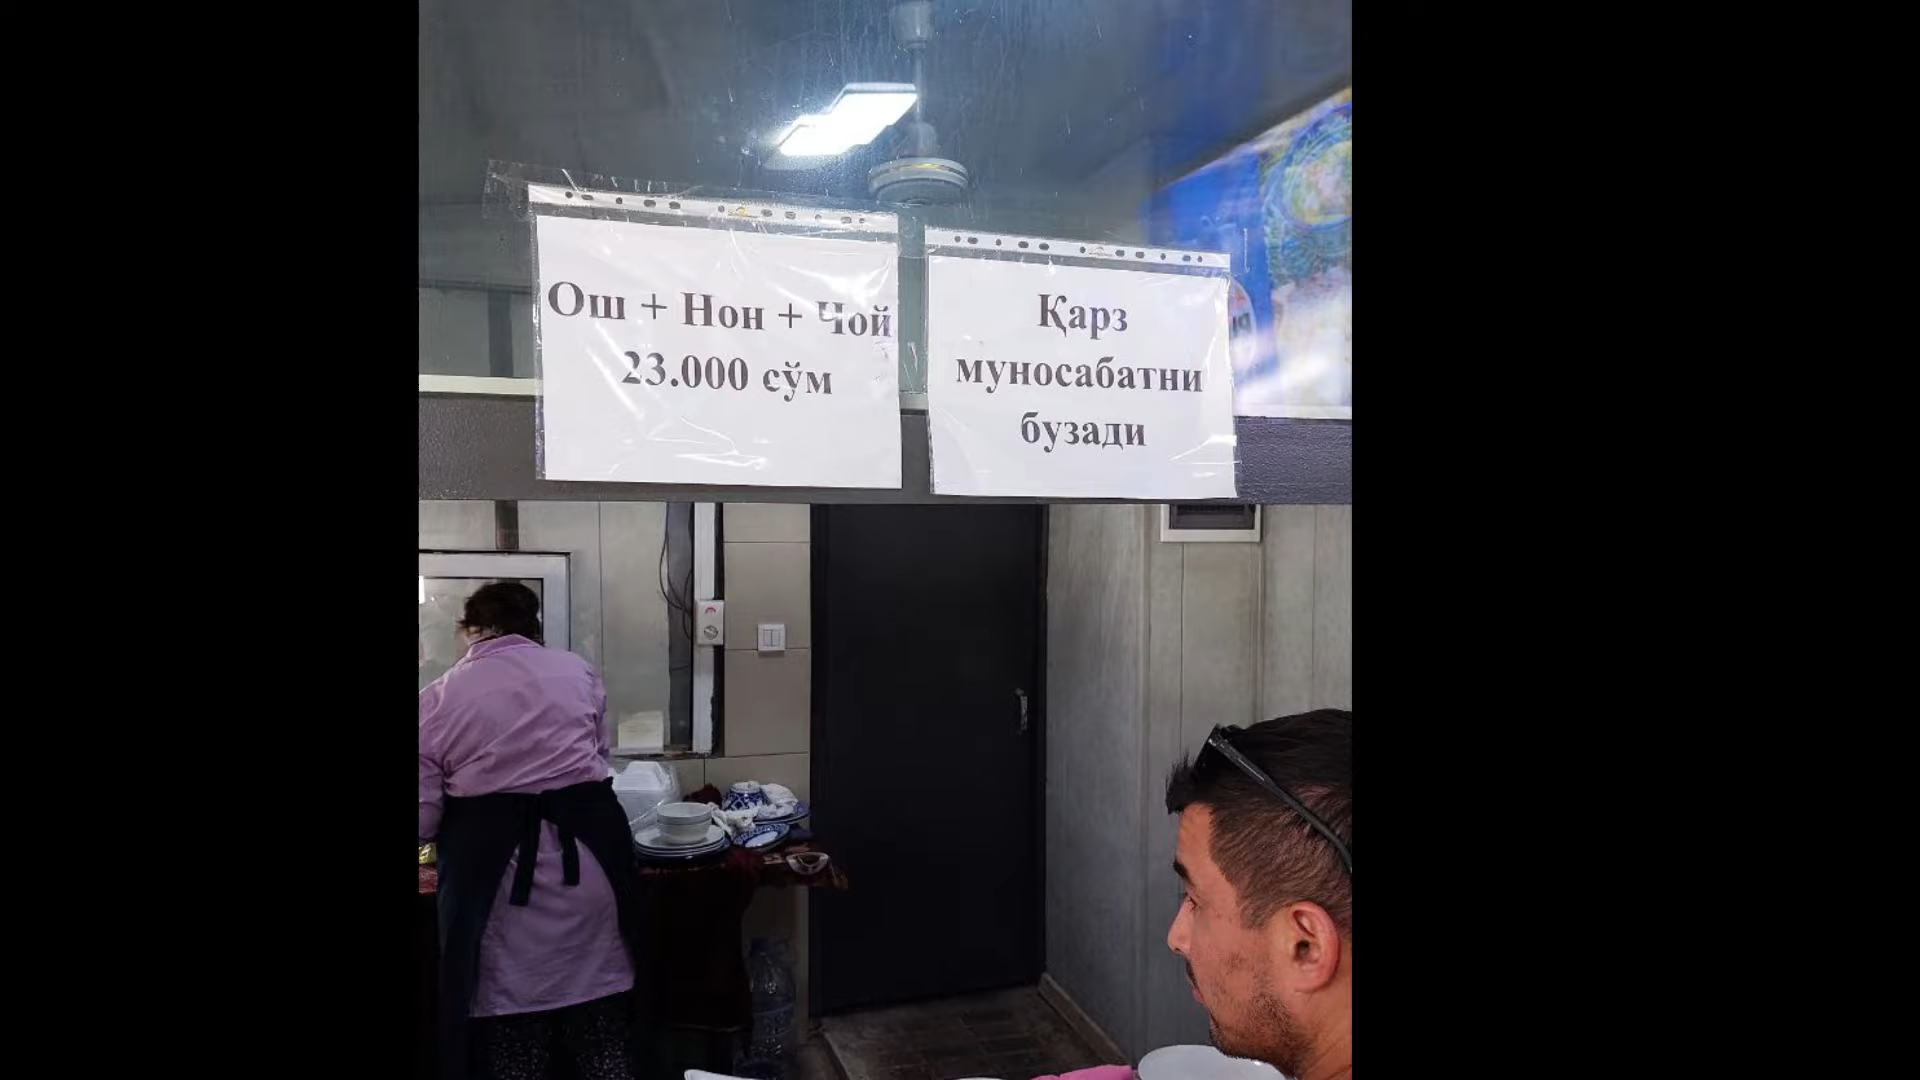 Ош + Нон + Чой
23.000 сўм
Қарз
муносабатни
бузади